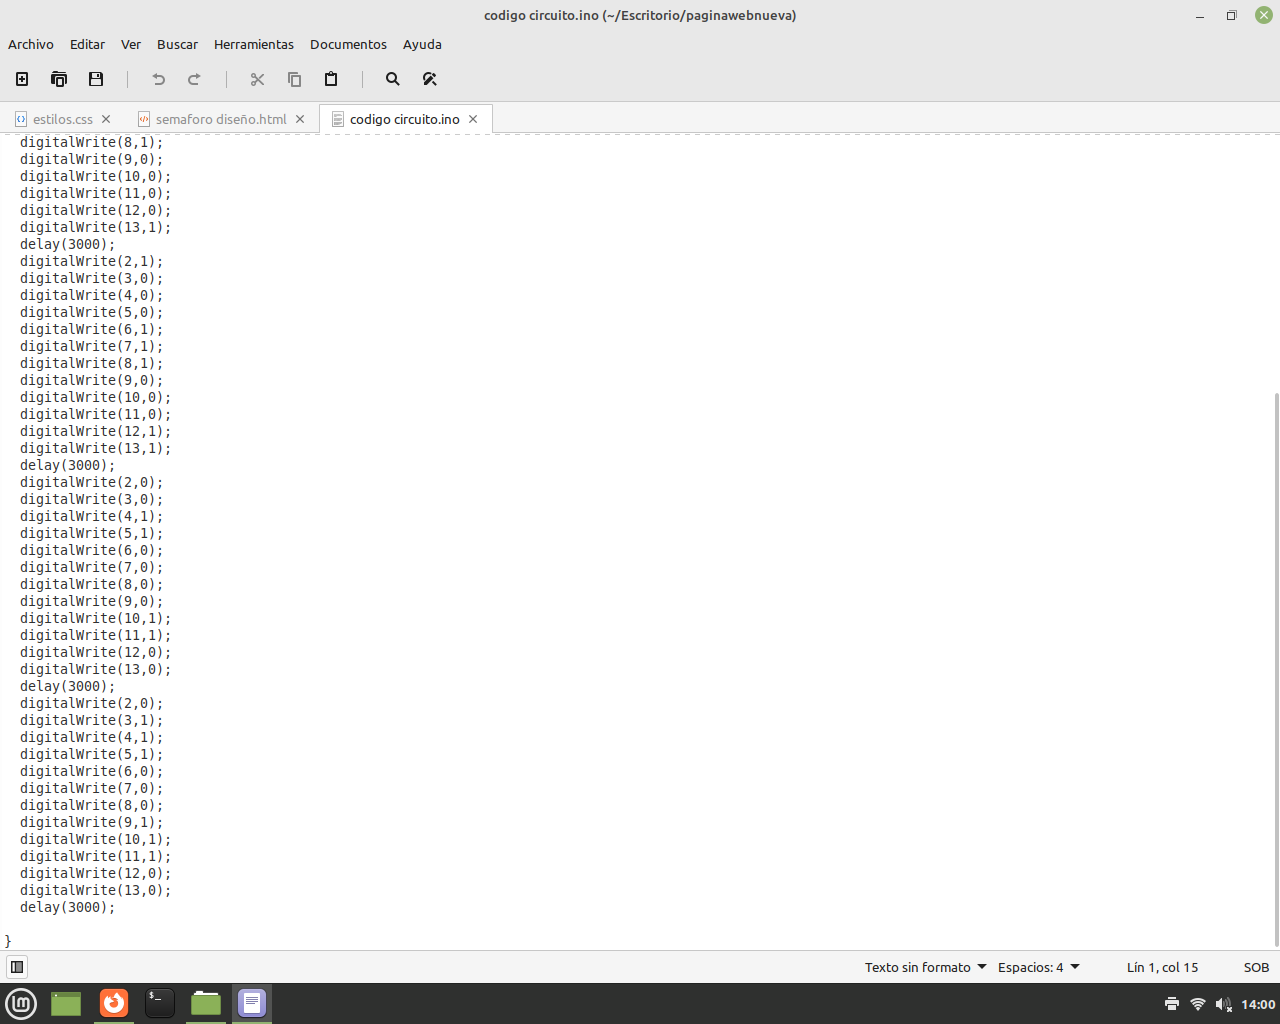 codigo circuito.ino (~/Escritorio/paginawebnueva)
Archivo Editar Ver Buscar Herramientas Documentos Ayuda
estilos.css semaforo diseño.html codigo circuito.ino
digitalWrite(8,1);
digitalWrite(9,0);
digitalWrite(10,0);
digitalWrite(11,0);
digitalWrite(12,0);
digitalWrite(13,1);
delay(3000);
digitalWrite(2,1);
digitalWrite(3,0);
digitalWrite(4,0);
digitalWrite(5,0);
digitalWrite(6,1);
digitalWrite(7,1);
digitalWrite(8,1);
digitalWrite(9,0);
digitalWrite(10,0);
digitalWrite(11,0);
digitalWrite(12,1);
digitalWrite(13,1);
delay(3000);
digitalWrite(2,0);
digitalWrite(3,0);
digitalWrite(4,1);
digitalWrite(5,1);
digitalWrite(6,0);
digitalWrite(7,0);
digitalWrite(8,0);
digitalWrite(9,0);
digitalWrite(10,1);
digitalWrite(11,1);
digitalWrite(12,0);
digitalWrite(13,0);
delay(3000);
digitalWrite(2,0);
digitalWrite(3,1);
digitalWrite(4,1);
digitalWrite(5,1);
digitalWrite(6,0);
digitalWrite(7,0);
digitalWrite(8,0);
digitalWrite(9,1);
digitalWrite(10,1);
digitalWrite(11,1);
digitalWrite(12,0);
digitalWrite(13,0);
delay(3000);
}
Texto sin formato Espacios: 4 Lín 1, col 15 SOB
$_ 14:00